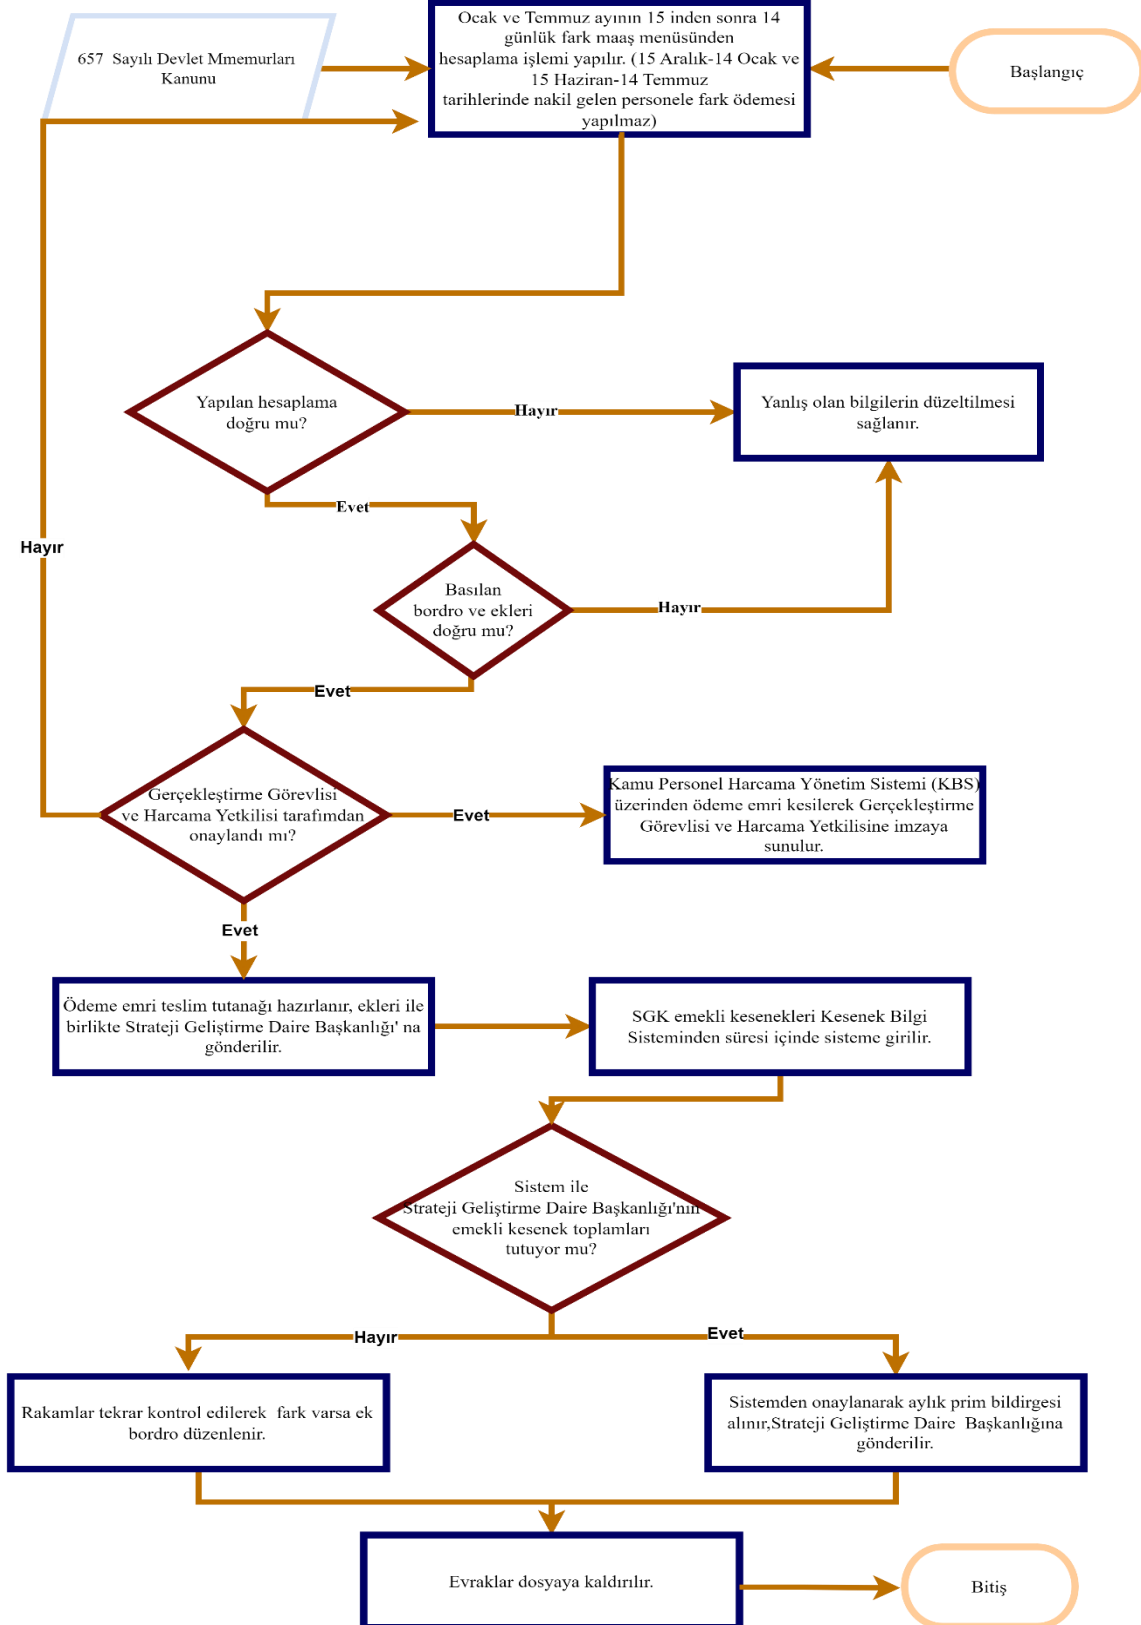 657  Sayılı Devlet Mmemurları
Kanunu
Ocak ve Temmuz ayının 15 inden sonra 14
günlük fark maaş menüsünden
hesaplama işlemi yapılır. (15 Aralık-14 Ocak ve
15 Haziran-14 Temmuz
tarihlerinde nakil gelen personele fark ödemesi
yapılmaz)
Başlangıç
Yapılan hesaplama
doğru mu?
Hayır
Yanlış olan bilgilerin düzeltilmesi
sağlanır.
Evet
Hayır
Basılan
bordro ve ekleri
doğru mu?
Hayır
Evet
Gerçekleştirme Görevlisi
ve Harcama Yetkilisi tarafımdan
onaylandı mı?
Evet
Kamu Personel Harcama Yönetim Sistemi (KBS)
üzerinden ödeme emri kesilerek Gerçekleştirme
Görevlisi ve Harcama Yetkilisine imzaya
sunulur.
Evet
Ödeme emri teslim tutanağı hazırlanır, ekleri ile
birlikte Strateji Geliştirme Daire Başkanlığı' na
gönderilir.
SGK emekli kesenekleri Kesenek Bilgi
Sisteminden süresi içinde sisteme girilir.
Sistem ile
Strateji Geliştirme Daire Başkanlığı'nın
emekli kesenek toplamları
tutuyor mu?
Hayır
Evet
Rakamlar tekrar kontrol edilerek  fark varsa ek
bordro düzenlenir.
Sistemden onaylanarak aylık prim bildirgesi
alınır,Strateji Geliştirme Daire  Başkanlığına
gönderilir.
Evraklar dosyaya kaldırılır.
Bitiş